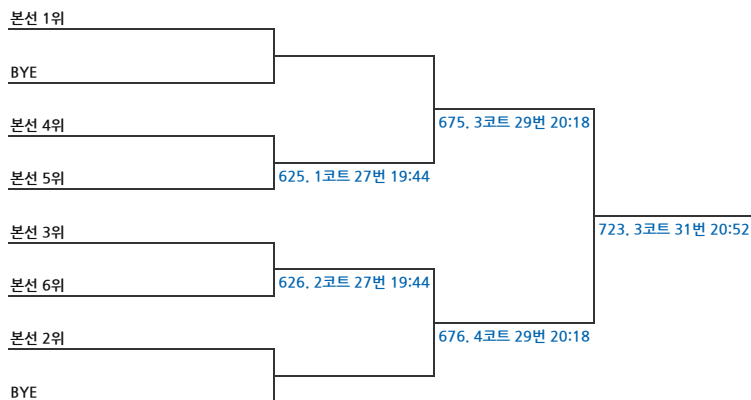 본선 1위
BYE
본선 4위
본선 5위
본선 3위
본선 6위
본선 2위
BYE
625. 1코트 27번 19:44
626. 2코트 27번 19:44
675. 3코트 29번 20:18
676. 4코트 29번 20:18
723. 3코트 31번 20:52